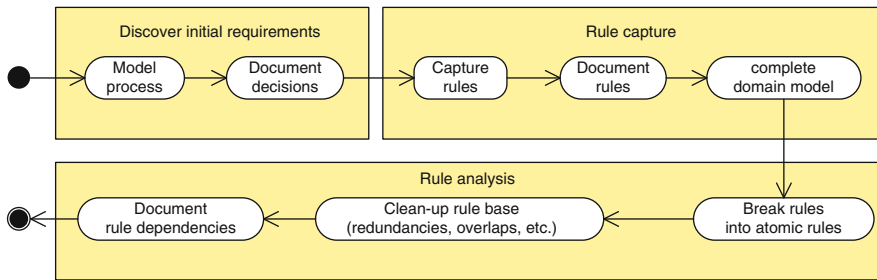 Discover initial requirements
Model
process
Document
decisions
Rule capture
Capture
rules
Document
rules
complete
domain model
Rule analysis
Document
rule dependencies
Clean-up rule base
(redundancies, overlaps, etc.)
Break rules
into atomic rules